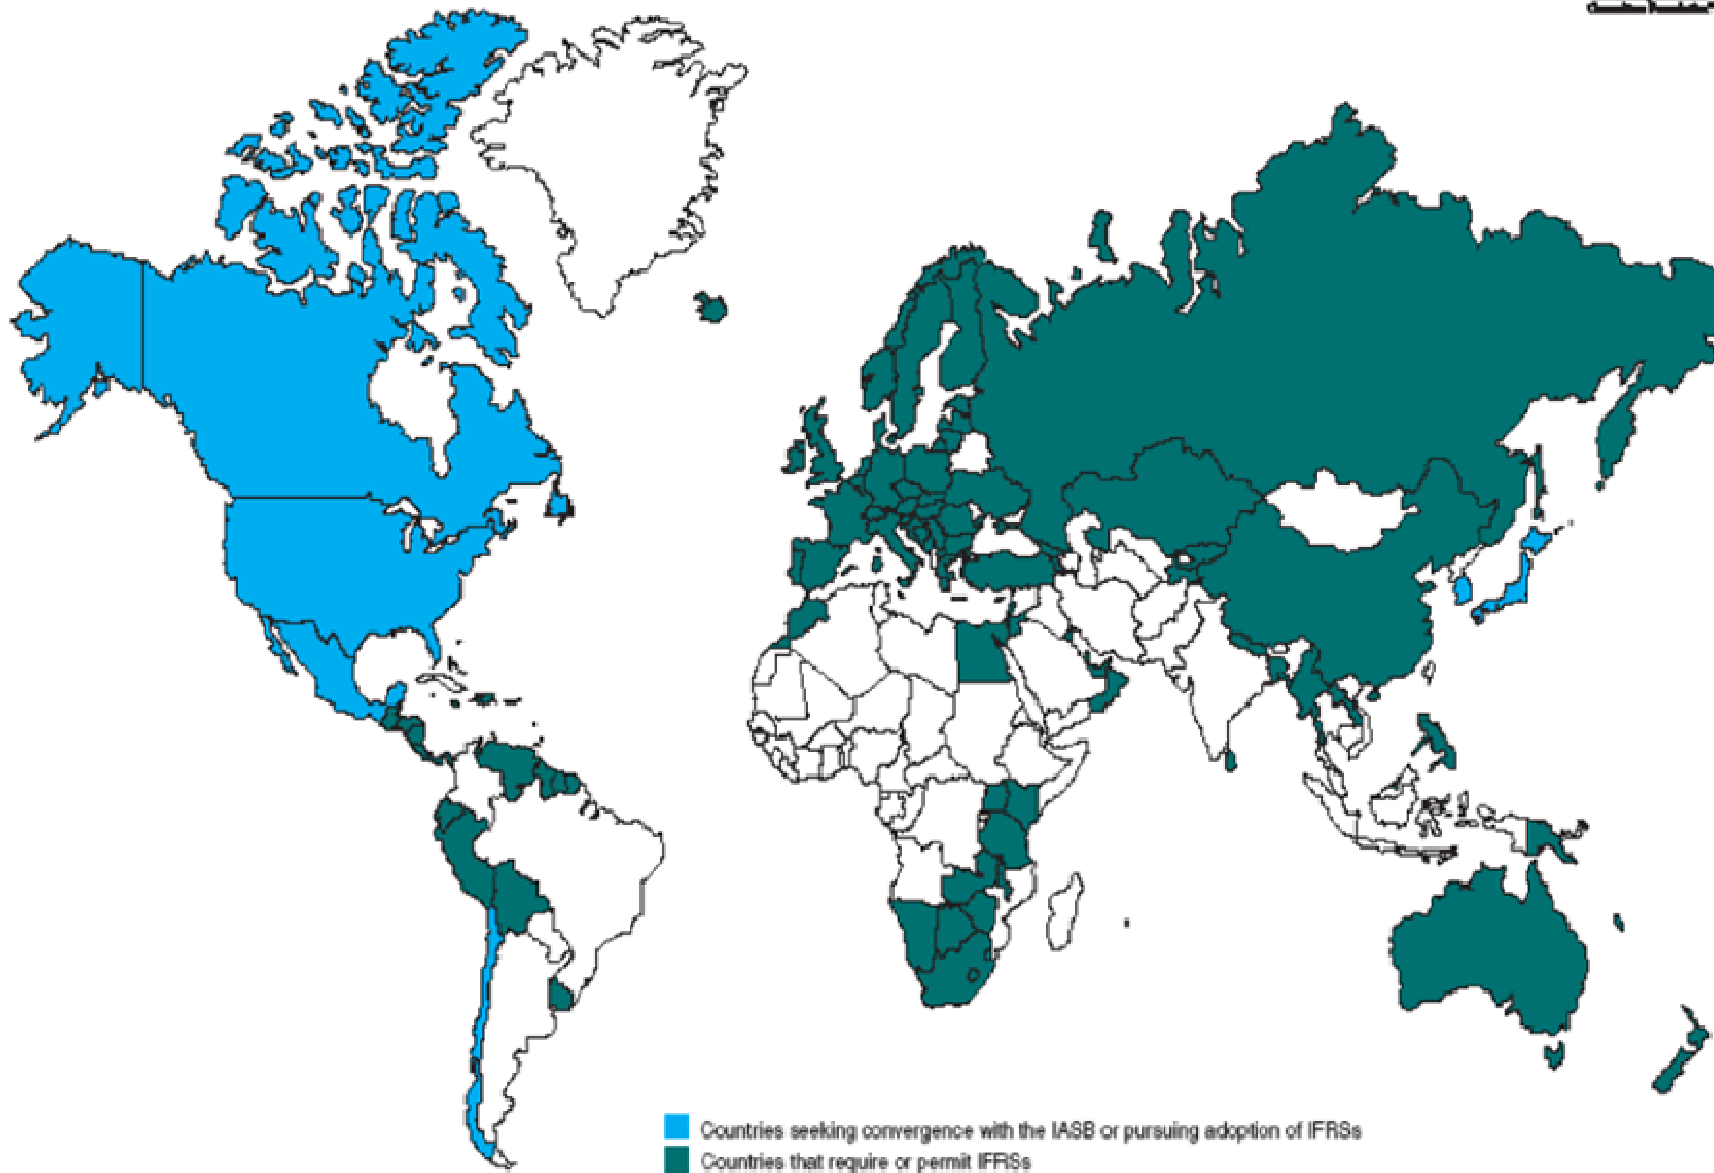 Countries seeking convergence with the IASB or pursuing adoption of IFRSs
Countries that require or permit IFRSs